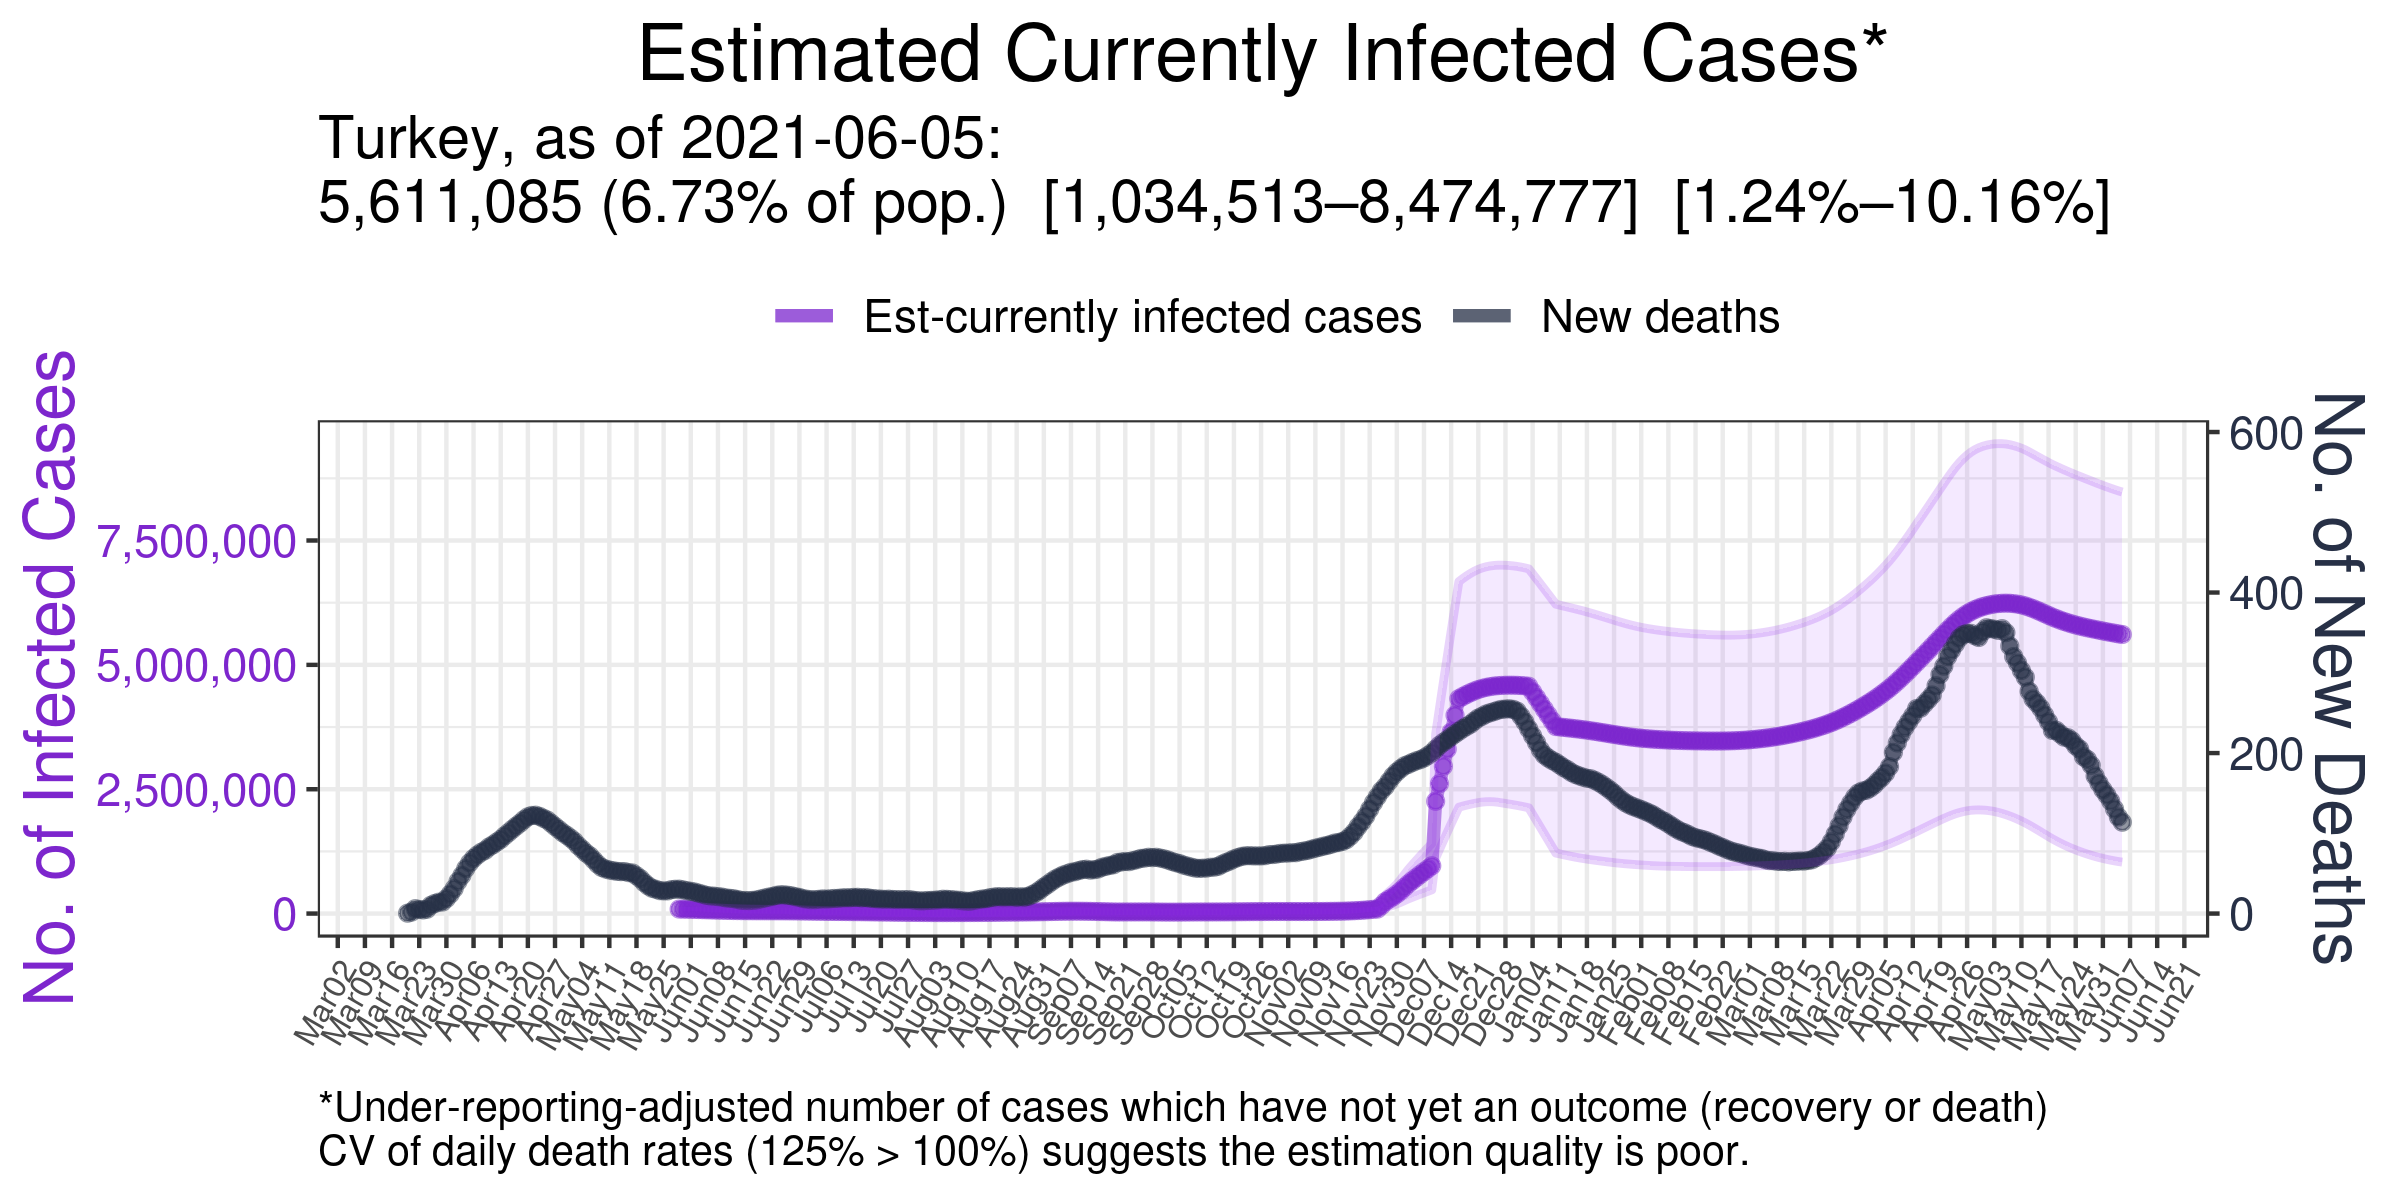 Estimated Currently Infected Cases*
Turkey, as of 2021-06-05:
5,611,085 (6.73% of pop.) [1,034,513–8,474,777] [1.24%–10.16%]
Est-currently infected cases New deaths
No. of Infected Cases
7,500,000
5,000,000
2,500,000
0
600
400
200
0
No. of New Deaths
Mar02 Mar09 Mar16 Mar23 Mar30 Apr06 Apr13 Apr20 Apr27 May04 May11 May18 May25 Jun01 Jun08 Jun15 Jun22 Jun29 Jul06 Jul13 Jul20 Jul27 Aug03 Aug10 Aug17 Aug24 Aug31 Sep07 Sep14 Sep21 Sep28 Oct05 Oct12 Oct19 Oct26 Nov02 Nov09 Nov16 Nov23 Nov30 Dec07 Dec14 Dec21 Dec28 Jan04 Jan11 Jan18 Jan25 Feb01 Feb08 Feb15 Feb22 Mar01 Mar08 Mar15 Mar22 Mar29 Apr05 Apr12 Apr19 Apr26 May03 May10 May17 May24 May31 Jun07 Jun14 Jun21
*Under-reporting-adjusted number of cases which have not yet an outcome (recovery or death)
CV of daily death rates (125% > 100%) suggests the estimation quality is poor.